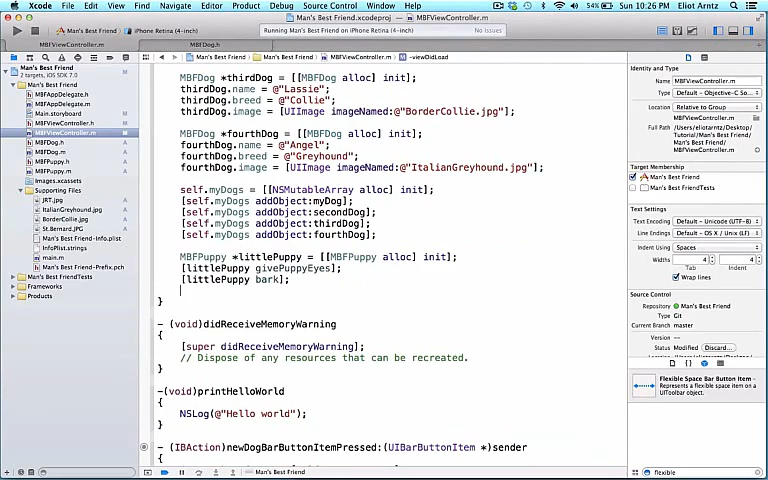 Xcode File Edit View Find Navigate Editor Product Debug Source Control Window Help 54% Sun 10:26 PM Eliot Arntz
Man's Best Friend.xcodeproj — MBFViewController.m
Man's Best Friend iPhone Retina (4-inch) Running Man's Best Friend on iPhone Retina (4-inch) No Issues
MBFViewController.m MBFDog.h
Man's Best Friend Man's Best Friend MBFViewController.m -viewDidLoad
Man's Best Friend
2 targets, iOS SDK 7.0
Man's Best Friend
MBFAppDelegate.h A
MBFAppDelegate.m A
Main.storyboard M
MBFViewController.h M
MBFViewController.m M
MBFDog.h A
MBFDog.m A
MBFPuppy.h A
MBFPuppy.m A
Images.xcassets
Supporting Files
JRT.jpg A
ItalianGreyhound.jpg A
BorderCollie.jpg A
St.Bernard.JPG A
Man's Best Friend-Info.plist
InfoPlist.strings
main.m
Man's Best Friend-Prefix.pch
Man's Best FriendTests
Frameworks
Products
MBFDog *thirdDog = [[MBFDog alloc] init];
thirdDog.name = @"Lassie";
thirdDog.breed = @"Collie";
thirdDog.image = [UIImage imageNamed:@"BorderCollie.jpg"];
MBFDog *fourthDog = [[MBFDog alloc] init];
fourthDog.name = @"Angel";
fourthDog.breed = @"Greyhound";
fourthDog.image = [UIImage imageNamed:@"ItalianGreyhound.jpg"];
self.myDogs = [[NSMutableArray alloc] init];
[self.myDogs addObject:myDog];
[self.myDogs addObject:secondDog];
[self.myDogs addObject:thirdDog];
[self.myDogs addObject:fourthDog];
MBFPuppy *littlePuppy = [[MBFPuppy alloc] init];
[littlePuppy givePuppyEyes];
[littlePuppy bark];
}
- (void)didReceiveMemoryWarning
{
[super didReceiveMemoryWarning];
// Dispose of any resources that can be recreated.
}
-(void)printHelloWorld
{
NSLog(@"Hello world");
}
- (IBAction)newDogBarButtonItemPressed:(UIBarButtonItem *)sender
{
Man's Best Friend
Identity and Type
Name MBFViewController.m
Type Default - Objective-C So...
Location Relative to Group
MBFViewController.m
Full Path /Users/eliotarntz/Desktop/
Tutorial/Man's Best Friend/
Man's Best Friend/
MBFViewController.m
Target Membership
Man's Best Friend
Man's Best FriendTests
Text Settings
Text Encoding Default - Unicode (UTF-8)
Line Endings Default - OS X / Unix (LF)
Indent Using Spaces
Widths 4 4
Tab Indent
Wrap lines
Source Control
Repository Man's Best Friend
Type Git
Current Branch master
Version --
Status Modified Discard...
Flexible Space Bar Button Item -
Represents a flexible space item on a
UIToolbar object.
flexible